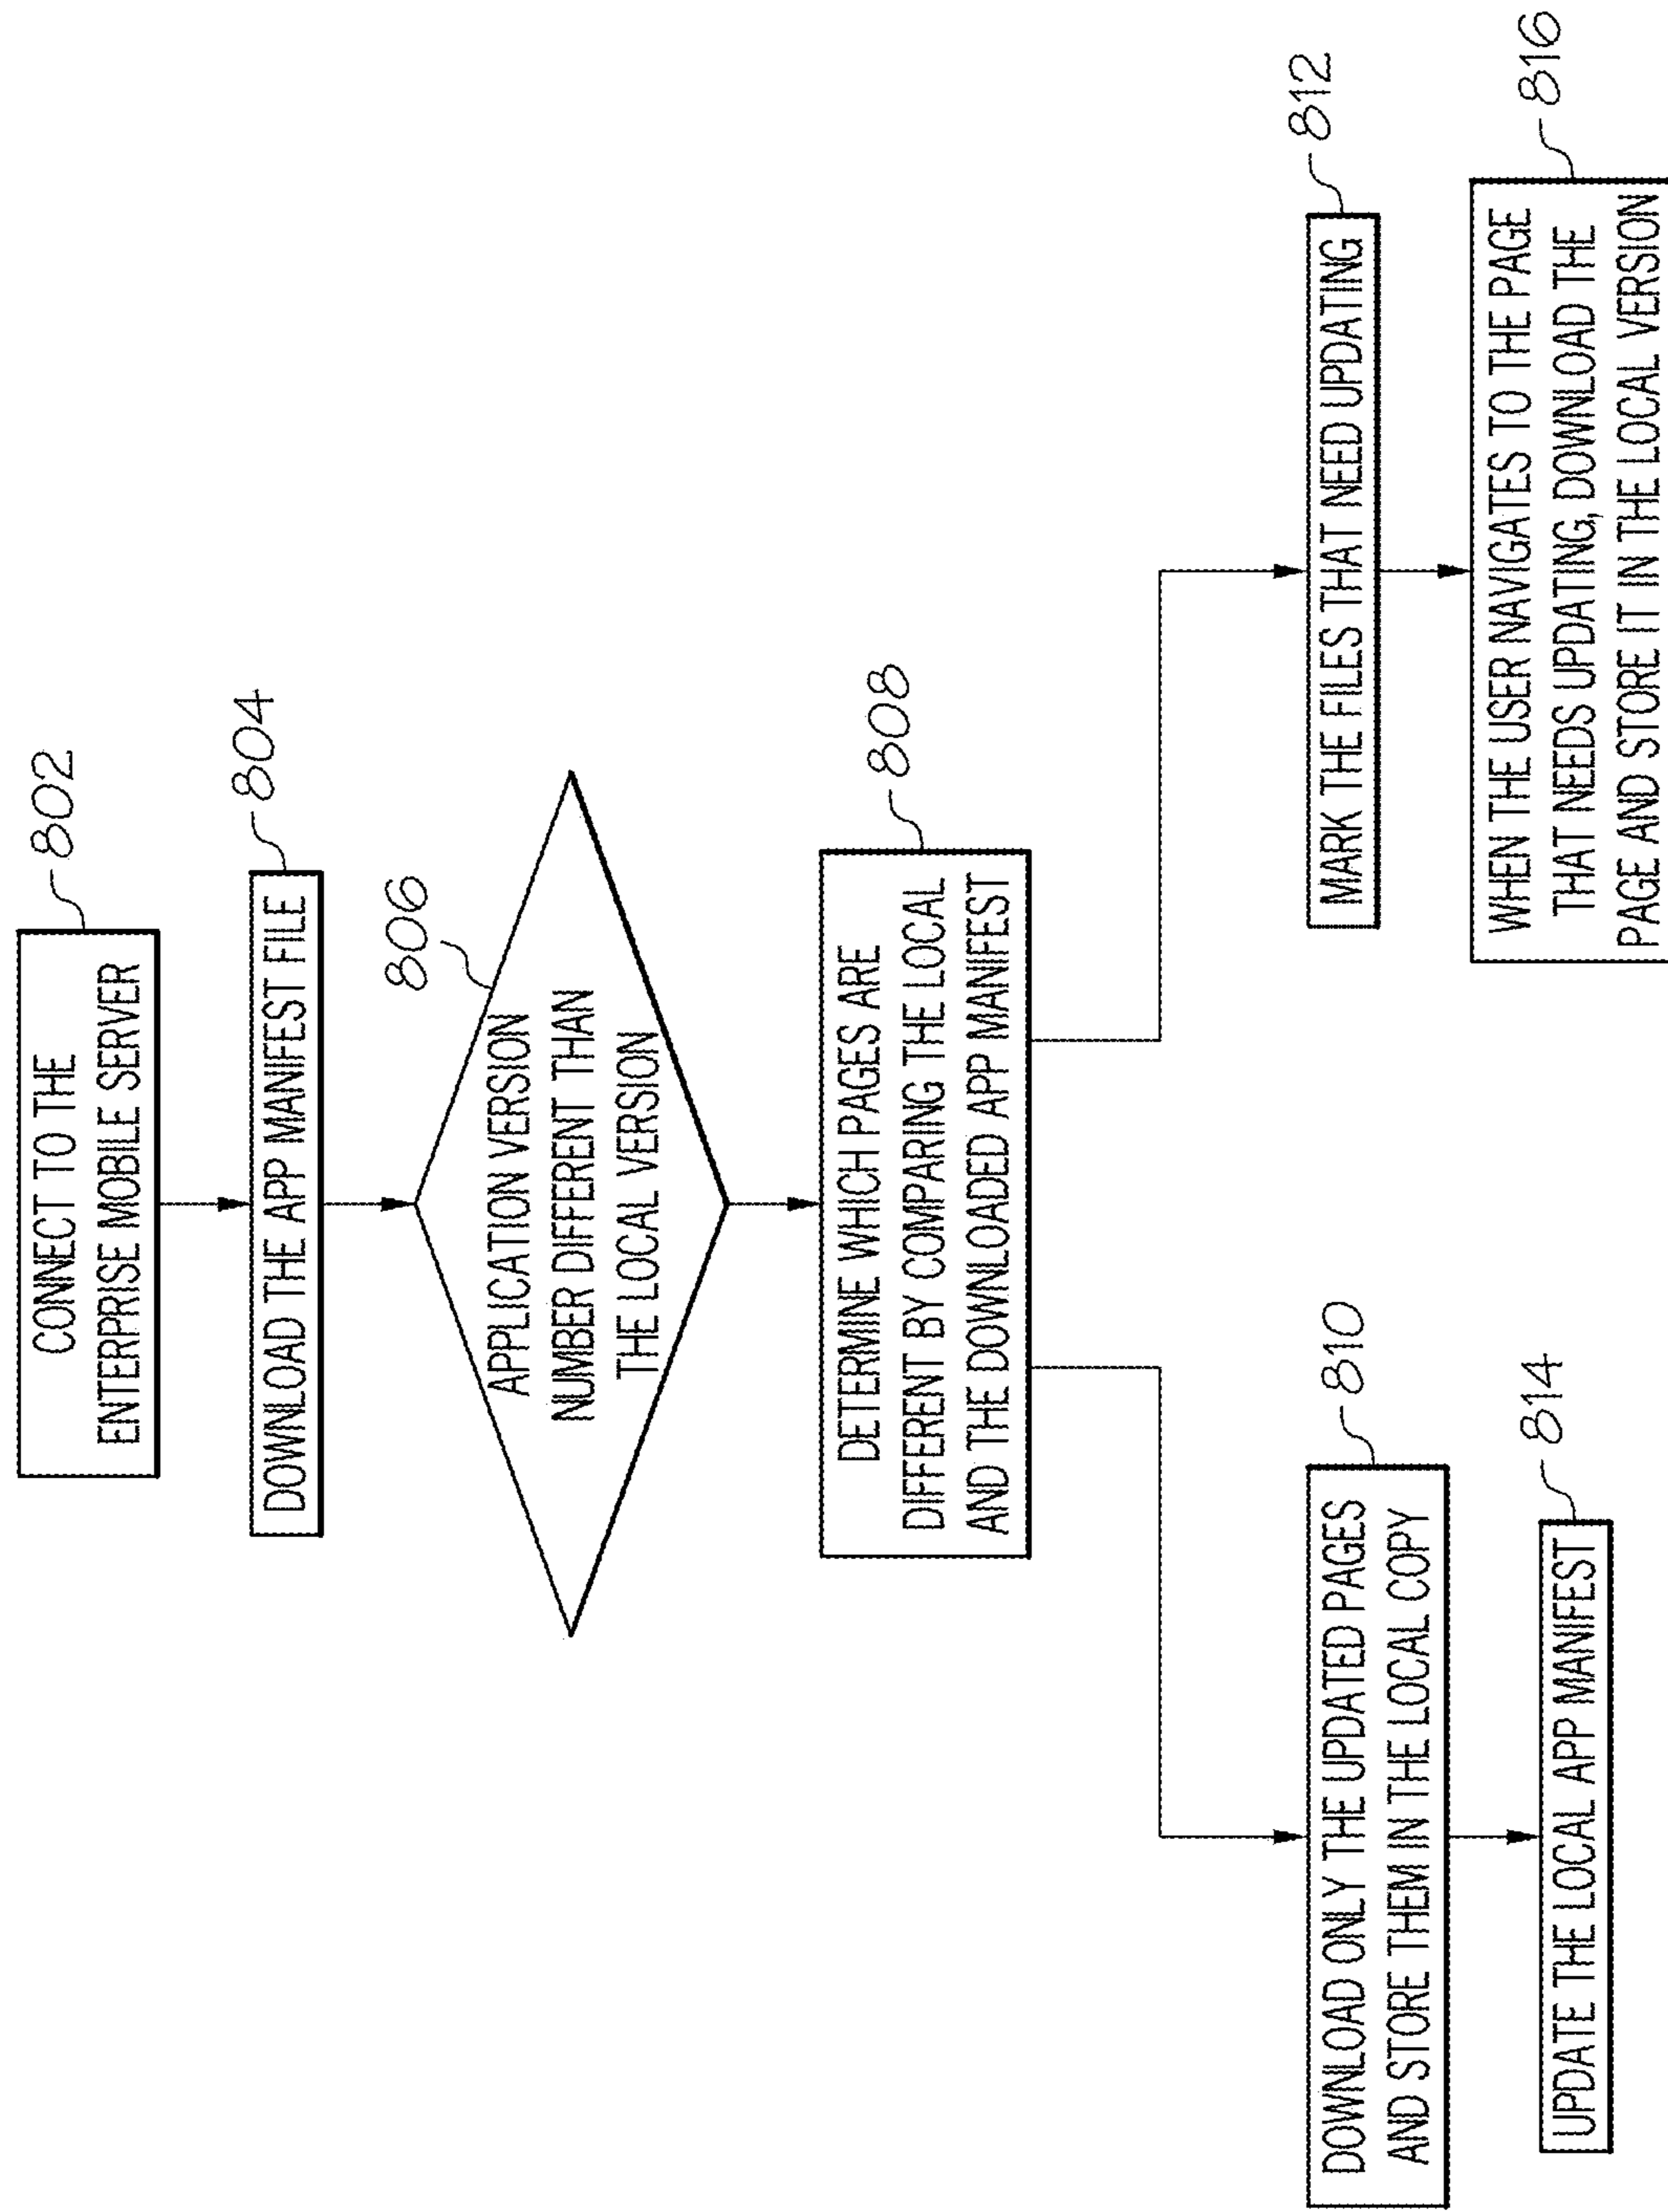 CONNECT TO THE
ENTERPRISE MOBILE SERVER
802
DOWNLOAD THE APP MANIFEST FILE
804
806
APPLICATION VERSION
NUMBER DIFFERENT THAN
THE LOCAL VERSION
DETERMINE WHICH PAGES ARE
DIFFERENT BY COMPARING THE LOCAL
AND THE DOWNLOADED APP MANIFEST
808
DOWNLOAD ONLY THE UPDATED PAGES
AND STORE THEM IN THE LOCAL COPY
810
UPDATE THE LOCAL APP MANIFEST
814
MARK THE FILES THAT NEED UPDATING
812
WHEN THE USER NAVIGATES TO THE PAGE
THAT NEEDS UPDATING, DOWNLOAD THE
PAGE AND STORE IT IN THE LOCAL VERSION
816